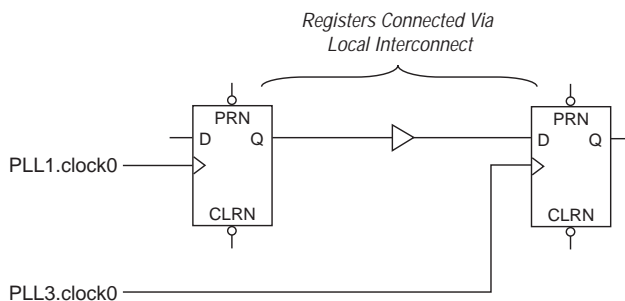 Registers Connected Via
Local Interconnect
PRN
D Q
PLL1.clock0
CLRN
PRN
D Q
CLRN
PLL3.clock0